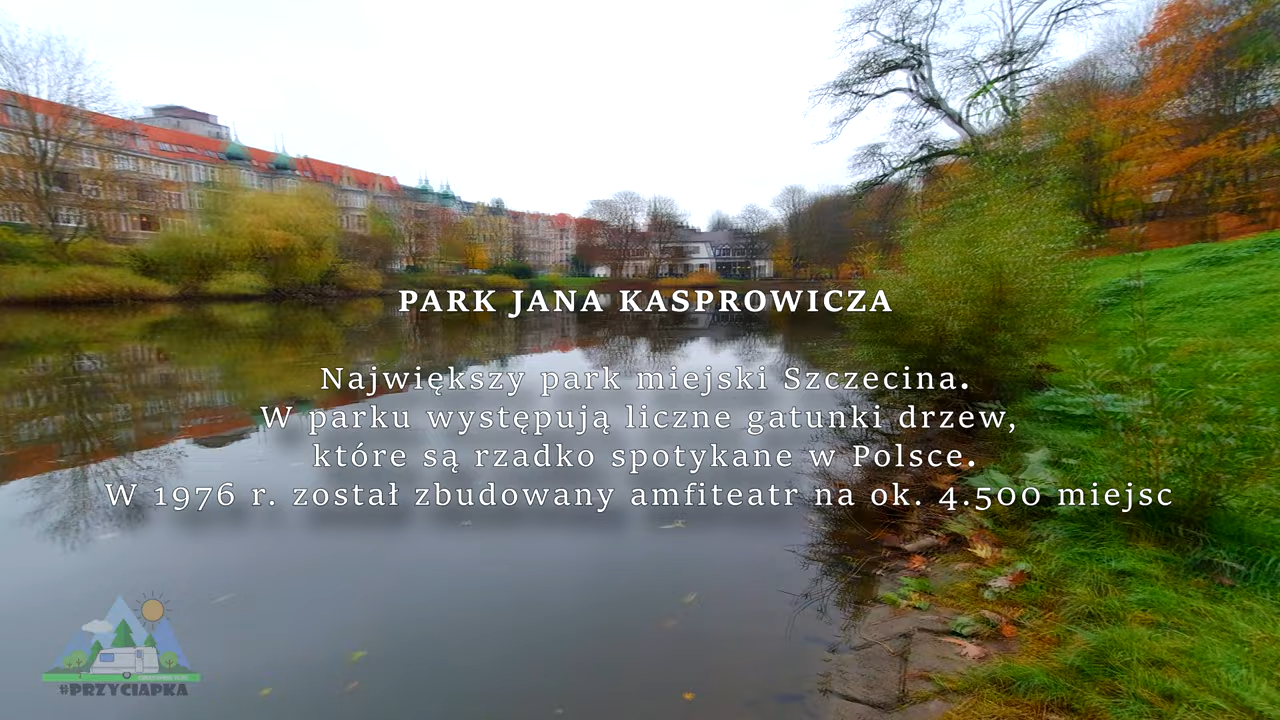 PARK JANA KASPROWICZA
Największy park miejski Szczecina.
W parku występują liczne gatunki drzew,
które są rzadko spotykane w Polsce.
W 1976 r. został zbudowany amfiteatr na ok. 4.500 miejsc
#PRZYCIAPKA